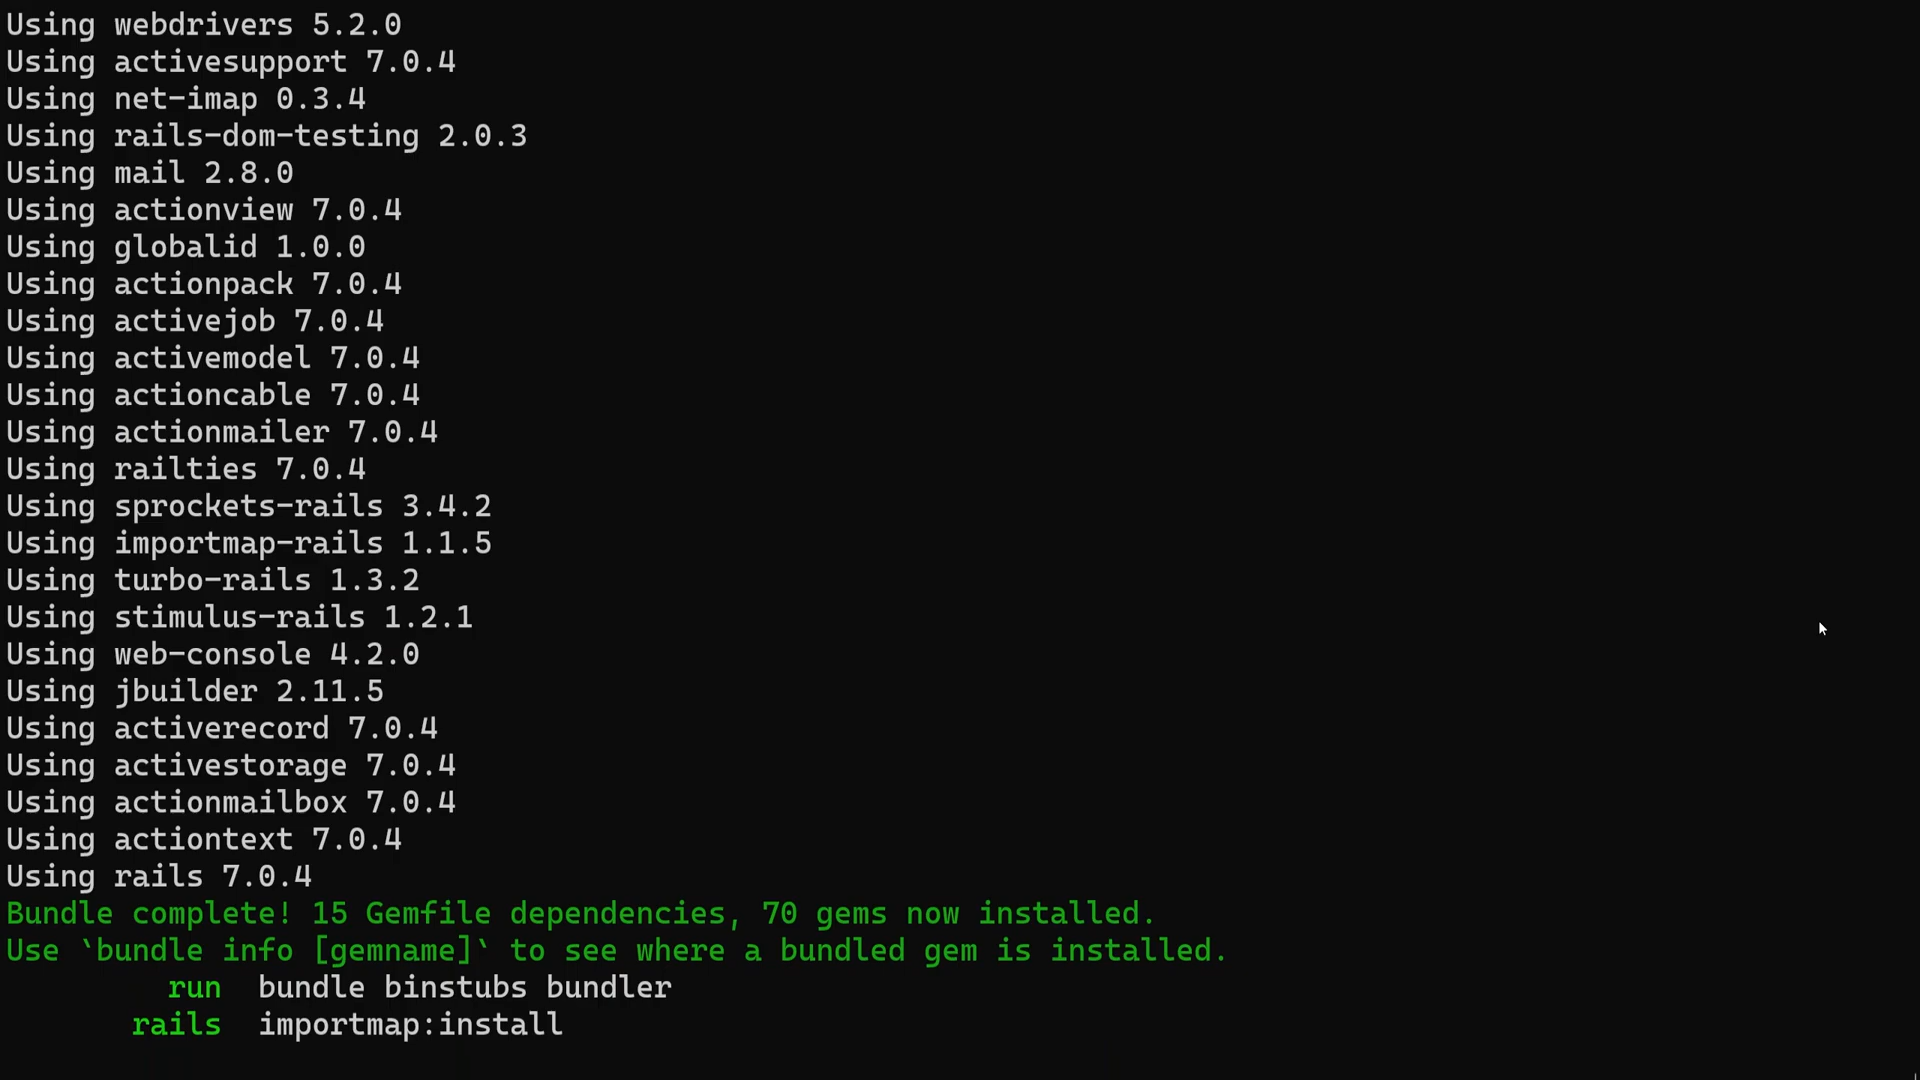 Using webdrivers 5.2.0
Using activesupport 7.0.4
Using net-imap 0.3.4
Using rails-dom-testing 2.0.3
Using mail 2.8.0
Using actionview 7.0.4
Using globalid 1.0.0
Using actionpack 7.0.4
Using activejob 7.0.4
Using activemodel 7.0.4
Using actioncable 7.0.4
Using actionmailer 7.0.4
Using railties 7.0.4
Using sprockets-rails 3.4.2
Using importmap-rails 1.1.5
Using turbo-rails 1.3.2
Using stimulus-rails 1.2.1
Using web-console 4.2.0
Using jbuilder 2.11.5
Using activerecord 7.0.4
Using activestorage 7.0.4
Using actionmailbox 7.0.4
Using actiontext 7.0.4
Using rails 7.0.4
Bundle complete! 15 Gemfile dependencies, 70 gems now installed.
Use `bundle info [gemname]` to see where a bundled gem is installed.
run  bundle binstubs bundler
rails  importmap:install